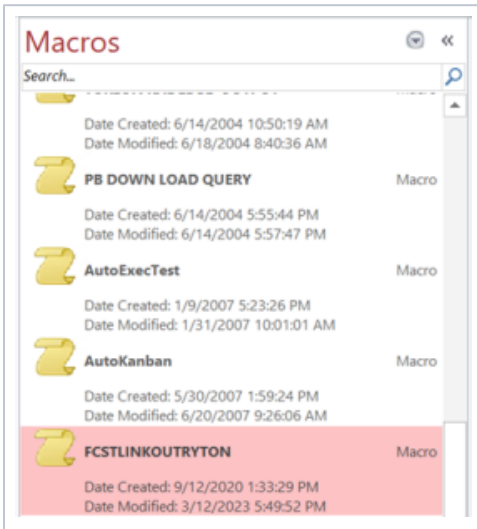 Macros
Search...
Date Created: 6/14/2004 10:50:19 AM
Date Modified: 6/18/2004 8:40:36 AM
PB DOWN LOAD QUERY Macro
Date Created: 6/14/2004 5:55:44 PM
Date Modified: 6/14/2004 5:57:47 PM
AutoExecTest Macro
Date Created: 1/9/2007 5:23:26 PM
Date Modified: 1/31/2007 10:01:01 AM
AutoKanban Macro
Date Created: 5/30/2007 1:59:24 PM
Date Modified: 6/20/2007 9:26:06 AM
FCSTLINKOUTRYTON Macro
Date Created: 9/12/2020 1:33:29 PM
Date Modified: 3/12/2023 5:49:52 PM